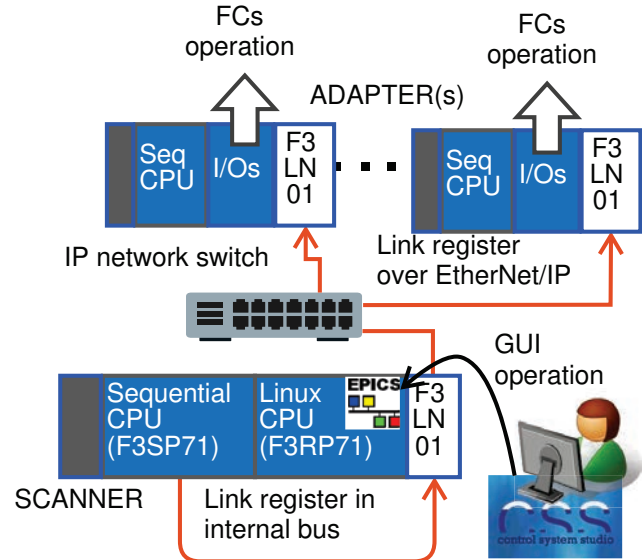 FCs
operation
FCs
operation
ADAPTER(s)
Seq
CPU
I/Os
F3
LN
01
Seq
CPU
I/Os
F3
LN
01
IP network switch
Link register
over EtherNet/IP
GUI
operation
Sequential
CPU
(F3SP71)
Linux
CPU
(F3RP71)
EPICS
F3
LN
01
SCANNER
Link register in
internal bus
CSS
control system studio